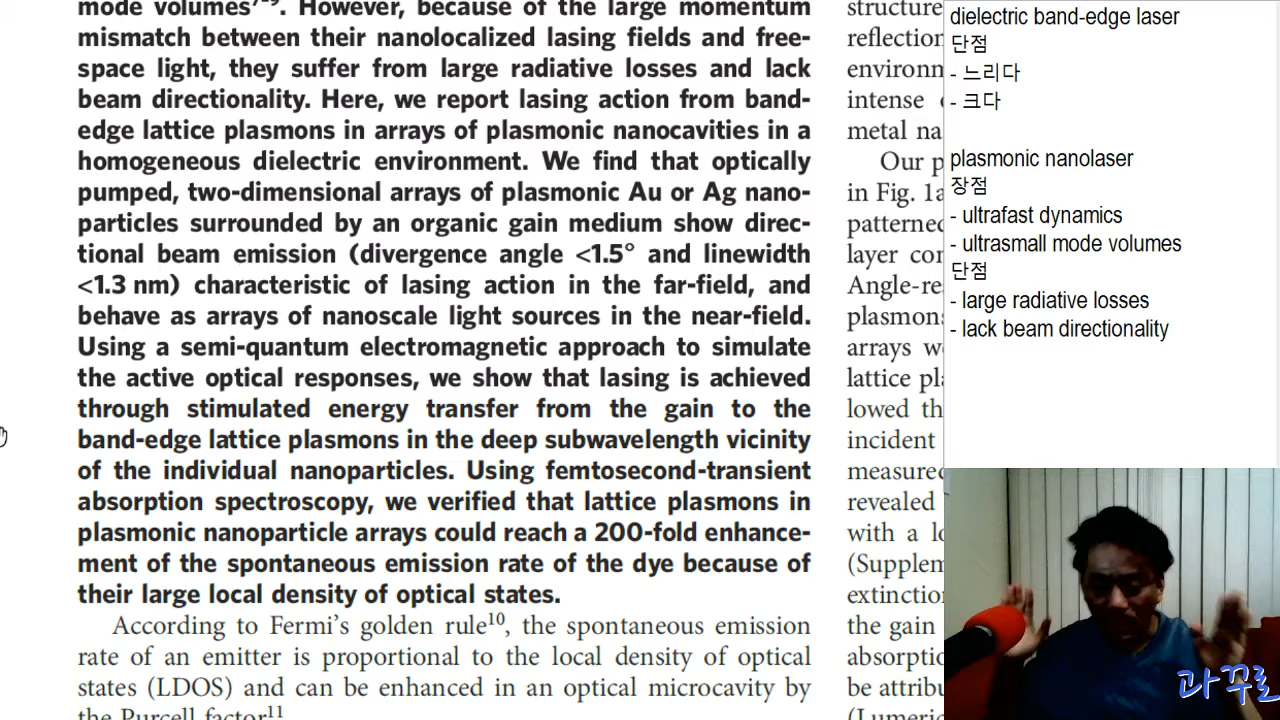 mode volumes7–9. However, because of the large momentum
mismatch between their nanolocalized lasing fields and free-
space light, they suffer from large radiative losses and lack
beam directionality. Here, we report lasing action from band-
edge lattice plasmons in arrays of plasmonic nanocavities in a
homogeneous dielectric environment. We find that optically
pumped, two-dimensional arrays of plasmonic Au or Ag nano-
particles surrounded by an organic gain medium show direc-
tional beam emission (divergence angle <1.5° and linewidth
<1.3 nm) characteristic of lasing action in the far-field, and
behave as arrays of nanoscale light sources in the near-field.
Using a semi-quantum electromagnetic approach to simulate
the active optical responses, we show that lasing is achieved
through stimulated energy transfer from the gain to the
band-edge lattice plasmons in the deep subwavelength vicinity
of the individual nanoparticles. Using femtosecond-transient
absorption spectroscopy, we verified that lattice plasmons in
plasmonic nanoparticle arrays could reach a 200-fold enhance-
ment of the spontaneous emission rate of the dye because of
their large local density of optical states.
According to Fermi's golden rule10, the spontaneous emission
rate of an emitter is proportional to the local density of optical
states (LDOS) and can be enhanced in an optical microcavity by
the Purcell factor11
structure
reflection
environm
intense
metal na
Our p
in Fig. 1a
patterned
layer con
Angle-re
plasmons
arrays w
lattice pl
lowed th
incident
measured
revealed
with a lo
(Supplem
extinction
the gain
absorptio
be attribu
(Lumeric
dielectric band-edge laser
단점
- 느리다
- 크다
plasmonic nanolaser
장점
- ultrafast dynamics
- ultrasmall mode volumes
단점
- large radiative losses
- lack beam directionality
과꾸로